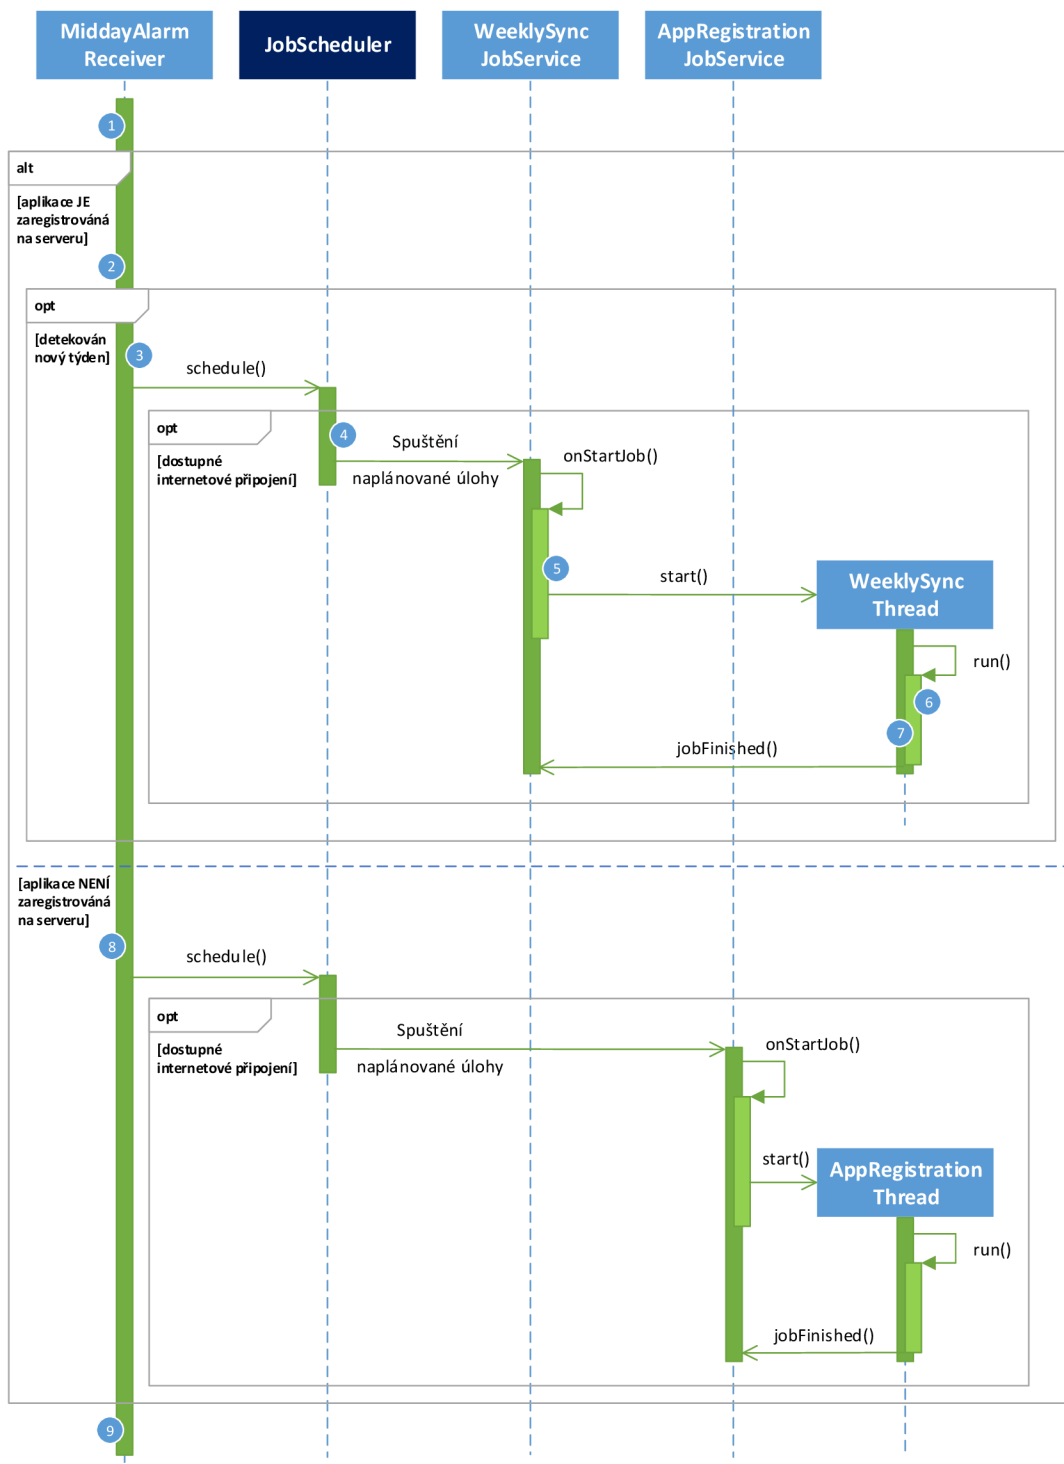 MiddayAlarm
Receiver
JobScheduler
WeeklySync
JobService
AppRegistration
JobService
1
alt
[aplikace JE
zaregistrováná
na serveru]
2
opt
[detekován
nový týden]
3
schedule()
opt
4
[dostupné
internetové připojení]
Spuštění
naplánované úlohy
onStartJob()
5
start()
WeeklySync
Thread
run()
6
7
jobFinished()
[aplikace NENÍ
zaregistrováná
na serveru]
8
schedule()
opt
[dostupné
internetové připojení]
Spuštění
naplánované úlohy
onStartJob()
start()
AppRegistration
Thread
run()
jobFinished()
9